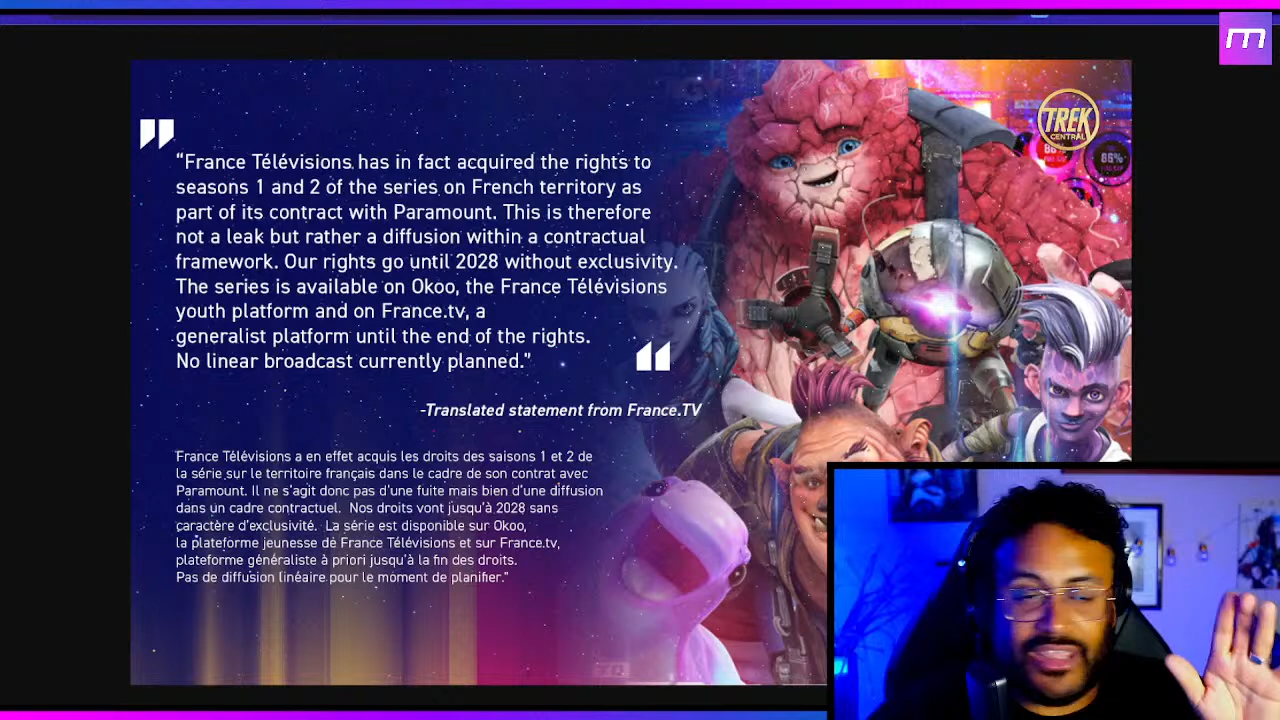 m
TREK
CENTRAL
86%
"
“France Télévisions has in fact acquired the rights to
seasons 1 and 2 of the series on French territory as
part of its contract with Paramount. This is therefore
not a leak but rather a diffusion within a contractual
framework. Our rights go until 2028 without exclusivity.
The series is available on Okoo, the France Télévisions
youth platform and on France.tv, a
generalist platform until the end of the rights.
No linear broadcast currently planned.”
"
-Translated statement from France.TV
France Télévisions a en effet acquis les droits des saisons 1 et 2 de
la série sur le territoire français dans le cadre de son contrat avec
Paramount. Il ne s'agit donc pas d'une fuite mais bien d'une diffusion
dans un cadre contractuel. Nos droits vont jusqu'à 2028 sans
caractère d'exclusivité. La série est disponible sur Okoo,
la plateforme jeunesse de France Télévisions et sur France.tv,
plateforme généraliste à priori jusqu'à la fin des droits.
Pas de diffusion linéaire pour le moment de planifier."